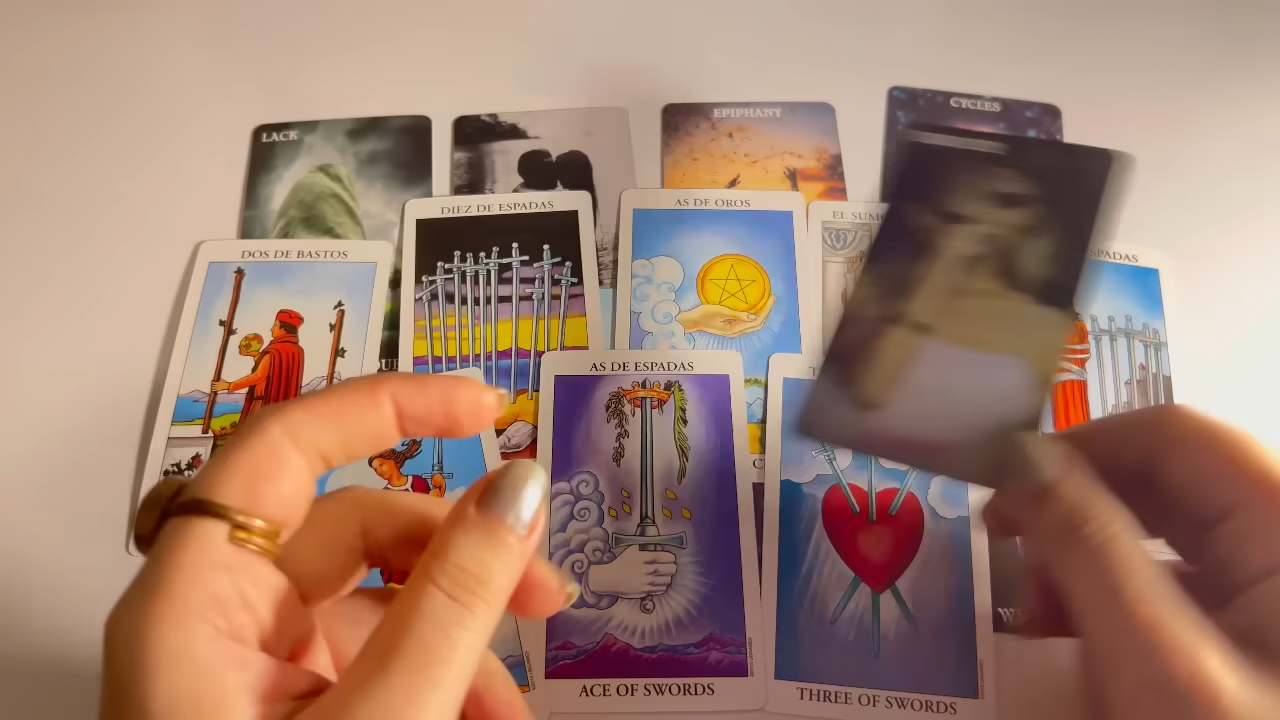 LACK
EPIPHANY
CYCLES
DIEZ DE ESPADAS
AS DE OROS
EL SUMO
DOS DE BASTOS
ESPADAS
AS DE ESPADAS
ACE OF SWORDS
THREE OF SWORDS